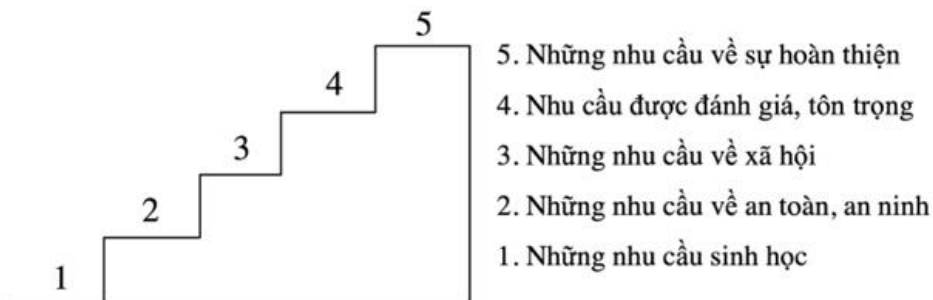 5
4
3
2
1
5. Những nhu cầu về sự hoàn thiện
4. Nhu cầu được đánh giá, tôn trọng
3. Những nhu cầu về xã hội
2. Những nhu cầu về an toàn, an ninh
1. Những nhu cầu sinh học